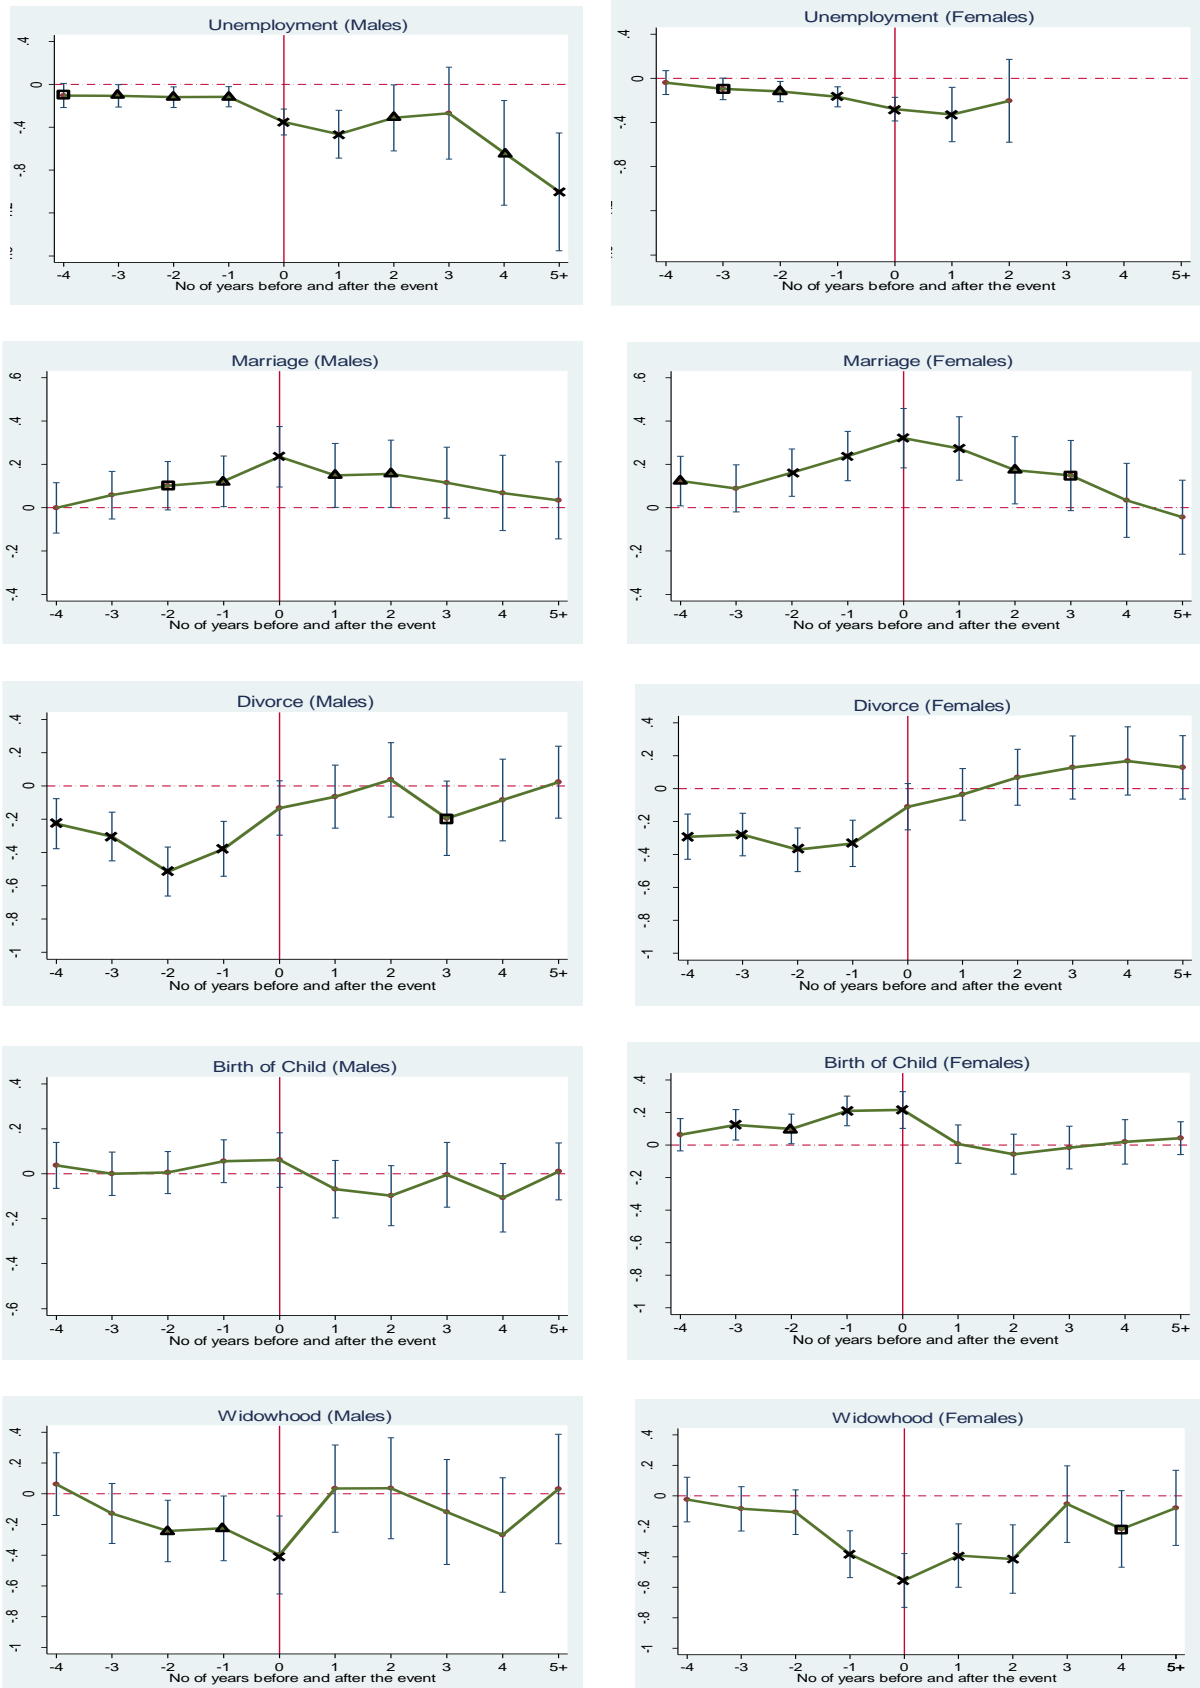 Unemployment (Males)
.4
0
-.4
-.8
-4 -3 -2 -1 0 1 2 3 4 5+
No of years before and after the event
Unemployment (Females)
.4
0
-.4
-.8
-4 -3 -2 -1 0 1 2 3 4 5+
No of years before and after the event
Marriage (Males)
.6
.4
.2
0
-.2
-.4
-4 -3 -2 -1 0 1 2 3 4 5+
No of years before and after the event
Marriage (Females)
.6
.4
.2
0
-.2
-.4
-4 -3 -2 -1 0 1 2 3 4 5+
No of years before and after the event
Divorce (Males)
.4
.2
0
-.2
-.4
-.6
-.8
-1
-4 -3 -2 -1 0 1 2 3 4 5+
No of years before and after the event
Divorce (Females)
.4
.2
0
-.2
-.4
-.6
-.8
-1
-4 -3 -2 -1 0 1 2 3 4 5+
No of years before and after the event
Birth of Child (Males)
.4
.2
0
-.2
-.4
-.6
-4 -3 -2 -1 0 1 2 3 4 5+
No of years before and after the event
Birth of Child (Females)
.4
.2
0
-.2
-.4
-.6
-.8
-1
-4 -3 -2 -1 0 1 2 3 4 5+
No of years before and after the event
Widowhood (Males)
.4
.2
0
-.2
-.4
-.6
-.8
-1
-4 -3 -2 -1 0 1 2 3 4 5+
No of years before and after the event
Widowhood (Females)
.4
.2
0
-.2
-.4
-.6
-.8
-1
-4 -3 -2 -1 0 1 2 3 4 5+
No of years before and after the event